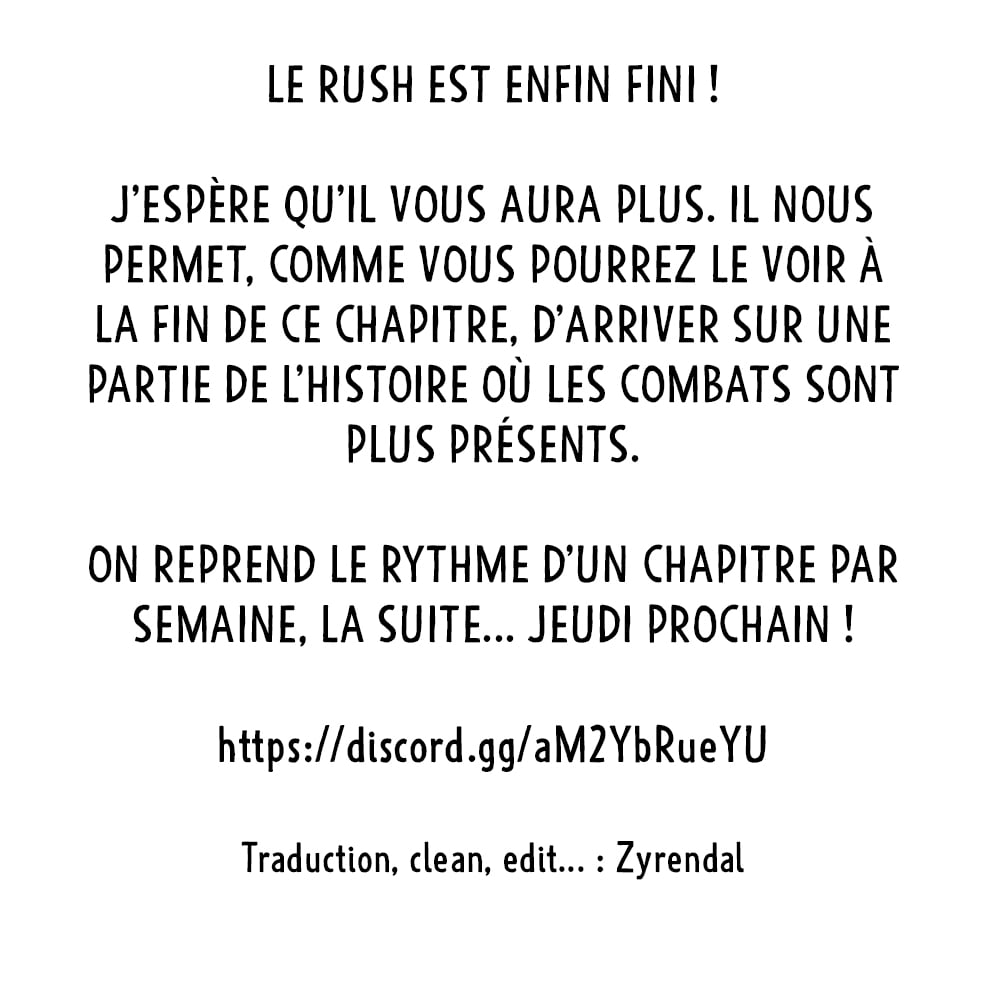 LE RUSH EST ENFIN FINI !
J'ESPÈRE QU'IL VOUS AURA PLUS. IL NOUS
PERMET, COMME VOUS POURREZ LE VOIR À
LA FIN DE CE CHAPITRE, D'ARRIVER SUR UNE
PARTIE DE L'HISTOIRE OÙ LES COMBATS SONT
PLUS PRÉSENTS.
ON REPREND LE RYTHME D'UN CHAPITRE PAR
SEMAINE, LA SUITE... JEUDI PROCHAIN !
https://discord.gg/aM2YbRueYU
Traduction, clean, edit... : Zyrendal